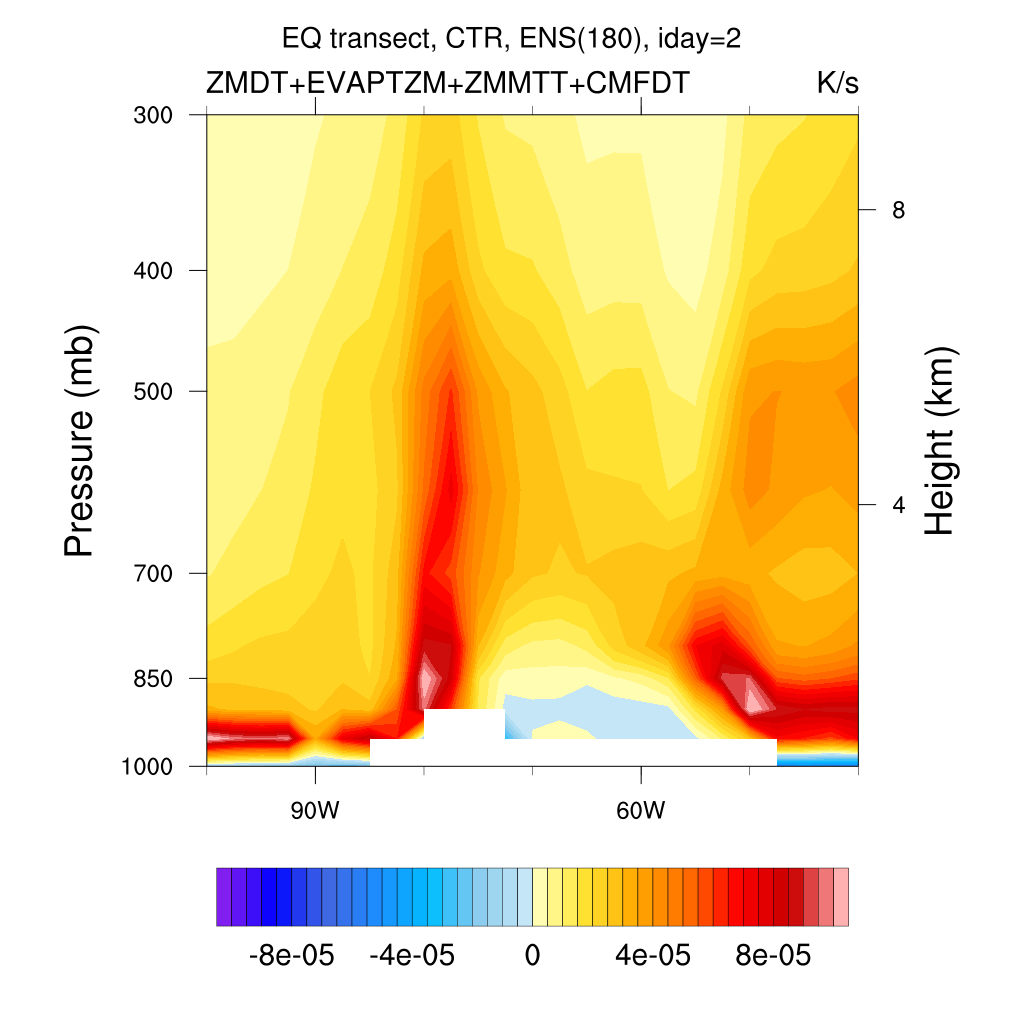 EQ transect, CTR, ENS(180), iday=2
ZMDT+EVAPTZM+ZMMTT+CMFDT K/s
300
400
500
700
850
1000
Pressure (mb)
8
4
Height (km)
90W 60W
-8e-05 -4e-05 0 4e-05 8e-05